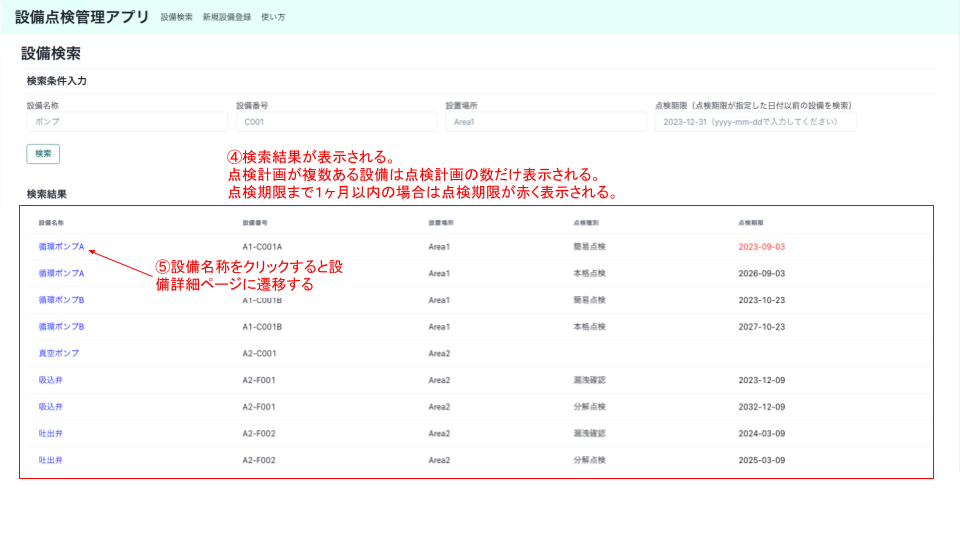 設備点検管理アプリ 設備検索 新規設備登録 使い方
設備検索
検索条件入力
設備名称 設備番号 設置場所 点検期限（点検期限が指定した日付以前の設備を検索）
ポンプ C001 Area1 2023-12-31（yyyy-mm-ddで入力してください）
検索
④検索結果が表示される。
点検計画が複数ある設備は点検計画の数だけ表示される。
点検期限まで1ヶ月以内の場合は点検期限が赤く表示される。
検索結果
設備名称 設備番号 設置場所 点検種別 点検期限
循環ポンプA A1-C001A Area1 簡易点検 2023-09-03
循環ポンプA Area1 本格点検 2026-09-03
⑤設備名称をクリックすると設
備詳細ページに遷移する
循環ポンプB A1-C001B Area1 簡易点検 2023-10-23
循環ポンプB A1-C001B Area1 本格点検 2027-10-23
真空ポンプ A2-C001 Area2
吸込弁 A2-F001 Area2 漏洩確認 2023-12-09
吸込弁 A2-F001 Area2 分解点検 2032-12-09
吐出弁 A2-F002 Area2 漏洩確認 2024-03-09
吐出弁 A2-F002 Area2 分解点検 2025-03-09